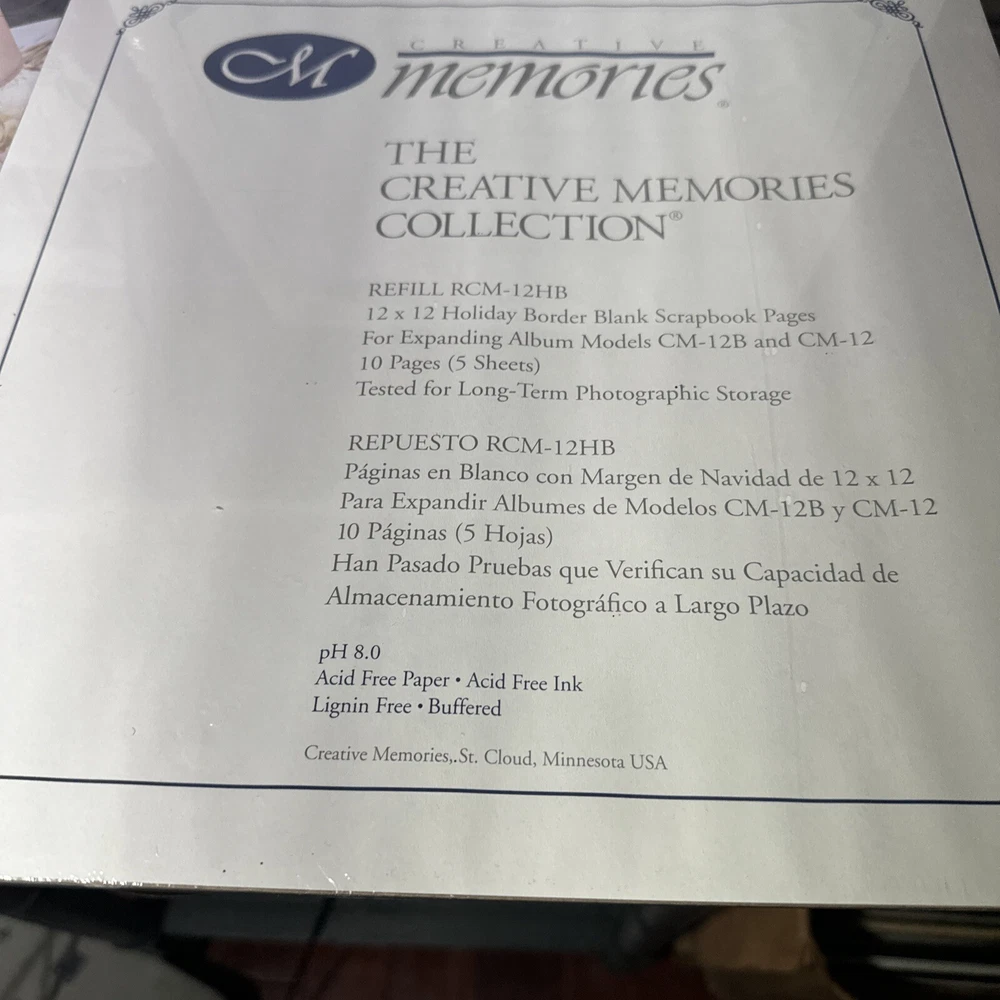 CM CREATIVE
memories®
THE
CREATIVE MEMORIES
COLLECTION®
REFILL RCM-12HB
12 x 12 Holiday Border Blank Scrapbook Pages
For Expanding Album Models CM-12B and CM-12
10 Pages (5 Sheets)
Tested for Long-Term Photographic Storage
REPUESTO RCM-12HB
Páginas en Blanco con Margen de Navidad de 12 x 12
Para Expandir Albumes de Modelos CM-12B y CM-12
10 Páginas (5 Hojas)
Han Pasado Pruebas que Verifican su Capacidad de
Almacenamiento Fotográfico a Largo Plazo
pH 8.0
Acid Free Paper • Acid Free Ink
Lignin Free • Buffered
Creative Memories, St. Cloud, Minnesota USA